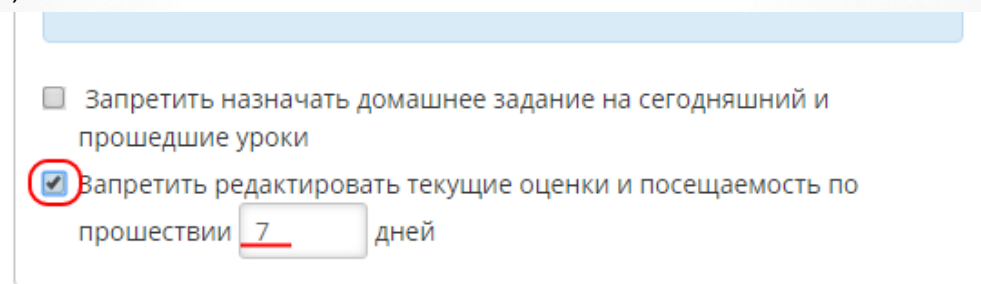 Запретить назначать домашнее задание на сегодняшний и
прошедшие уроки
Запретить редактировать текущие оценки и посещаемость по
прошествии 7 дней